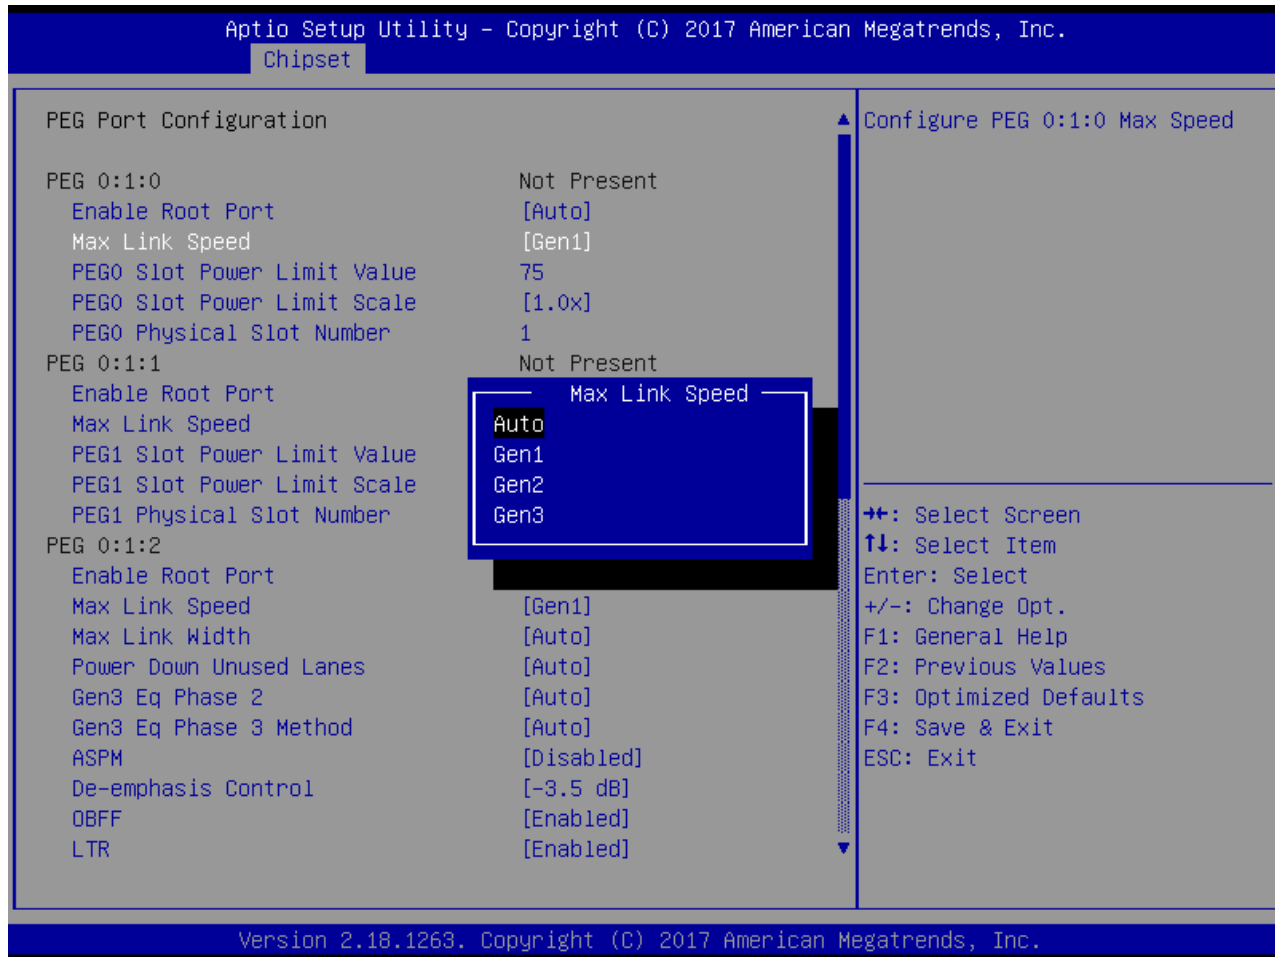 Aptio Setup Utility – Copyright (C) 2017 American Megatrends, Inc.
Chipset
PEG Port Configuration
PEG 0:1:0 Not Present
Enable Root Port [Auto]
Max Link Speed [Gen1]
PEG0 Slot Power Limit Value 75
PEG0 Slot Power Limit Scale [1.0x]
PEG0 Physical Slot Number 1
PEG 0:1:1 Not Present
Enable Root Port
Max Link Speed
PEG1 Slot Power Limit Value
PEG1 Slot Power Limit Scale
PEG1 Physical Slot Number
PEG 0:1:2
Enable Root Port
Max Link Speed [Gen1]
Max Link Width [Auto]
Power Down Unused Lanes [Auto]
Gen3 Eq Phase 2 [Auto]
Gen3 Eq Phase 3 Method [Auto]
ASPM [Disabled]
De-emphasis Control [-3.5 dB]
OBFF [Enabled]
LTR [Enabled]
Max Link Speed
Auto
Gen1
Gen2
Gen3
Configure PEG 0:1:0 Max Speed
→←: Select Screen
↑↓: Select Item
Enter: Select
+/-: Change Opt.
F1: General Help
F2: Previous Values
F3: Optimized Defaults
F4: Save & Exit
ESC: Exit
Version 2.18.1263. Copyright (C) 2017 American Megatrends, Inc.